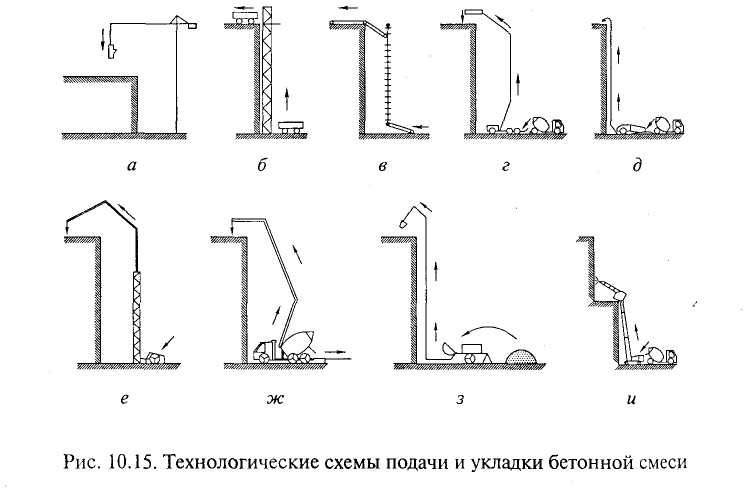 а б в г д
е ж з и
Рис. 10.15. Технологические схемы подачи и укладки бетонной смеси